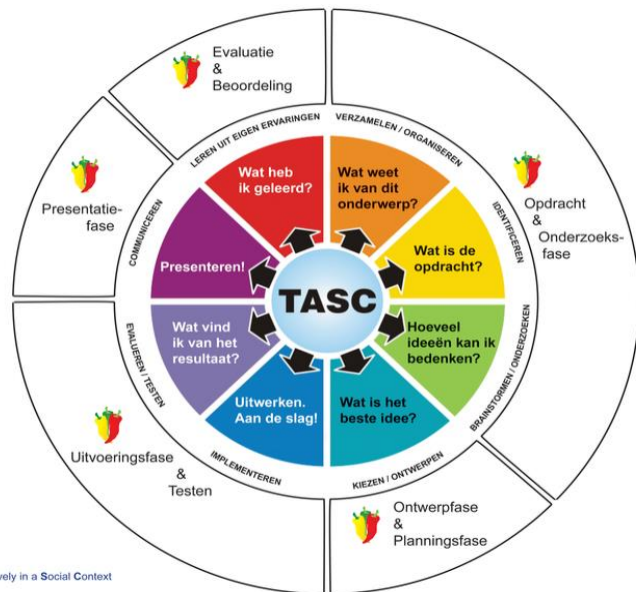 Evaluatie
&
Beoordeling
Presentatie-
fase
Opdracht
&
Onderzoeks-
fase
Uitvoeringsfase
&
Testen
Ontwerpfase
&
Planningsfase
LEREN UIT EIGEN ERVARINGEN
VERZAMELEN / ORGANISEREN
IDENTIFICEREN
BRAINSTORMEN / ONDERZOEKEN
KIEZEN / ONTWERPEN
IMPLEMENTEREN
EVALUEREN / TESTEN
COMMUNICEREN
Wat heb
ik geleerd?
Wat weet
ik van dit
onderwerp?
Wat is de
opdracht?
Hoeveel
ideeën kan ik
bedenken?
Wat is het
beste idee?
Uitwerken.
Aan de slag!
Wat vind
ik van het
resultaat?
Presenteren!
TASC
in a Social Context